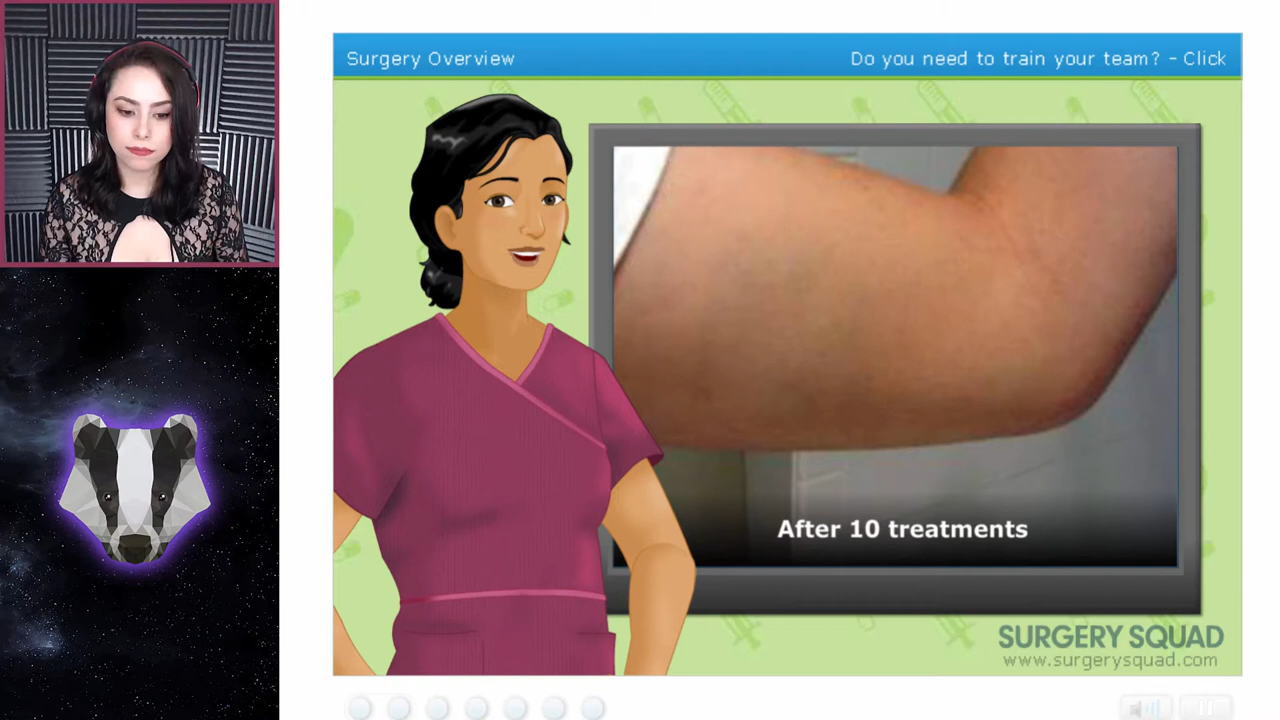 Surgery Overview
Do you need to train your team? - Click
After 10 treatments
SURGERY SQUAD
www.surgerysquad.com